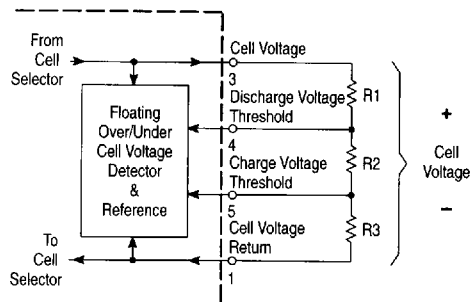 From
Cell
Selector
Cell Voltage
3
Discharge Voltage
Threshold
4
Charge Voltage
Threshold
5
Cell Voltage
Return
1
Floating
Over/Under
Cell Voltage
Detector
&
Reference
To
Cell
Selector
R1
R2
R3
+
Cell
Voltage
–